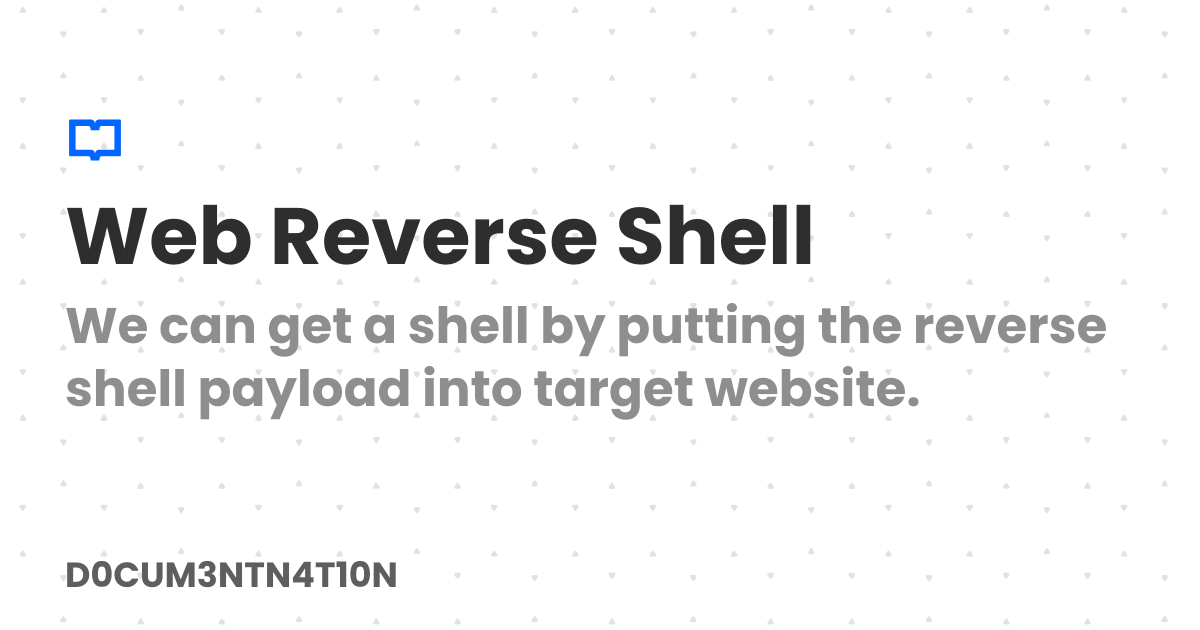 Web Reverse Shell
We can get a shell by putting the reverse
shell payload into target website.
D0CUM3NTN4T10N